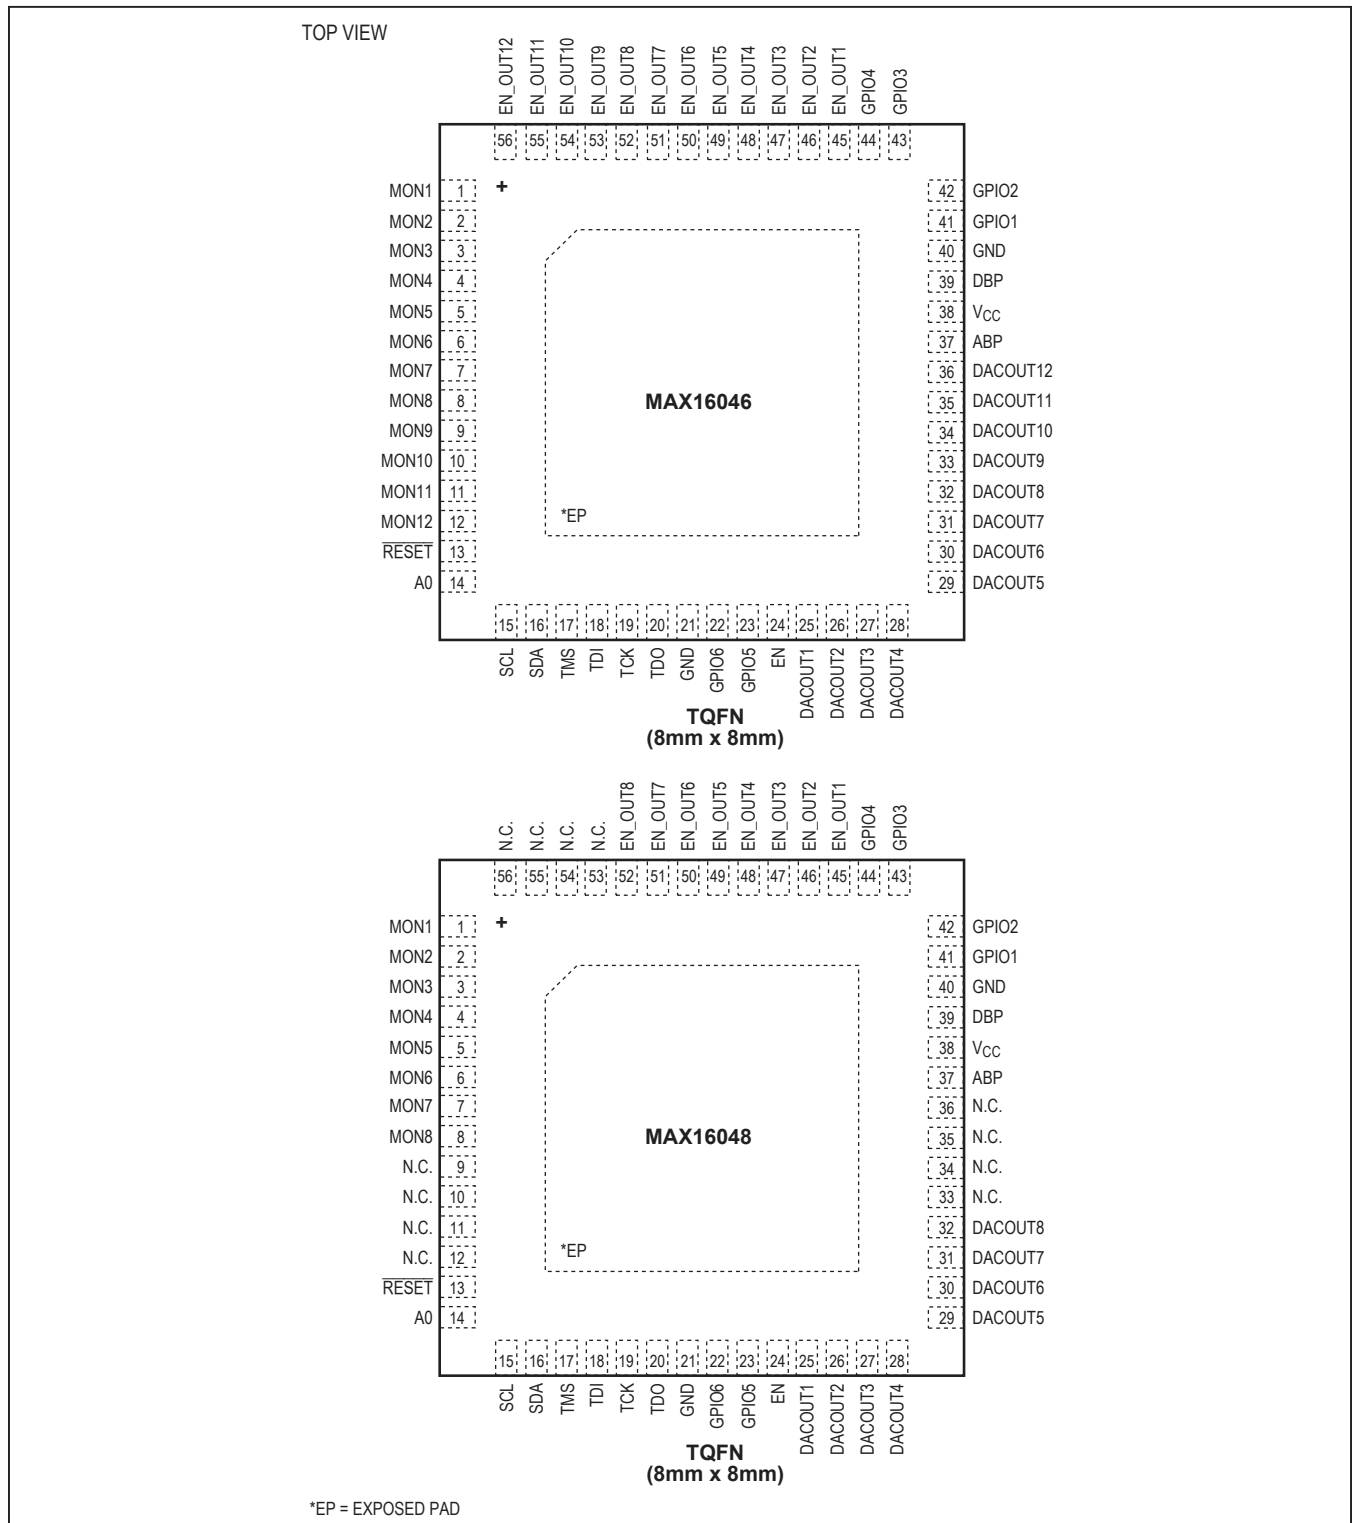 TOP VIEW
EN_OUT12 EN_OUT11 EN_OUT10 EN_OUT9 EN_OUT8 EN_OUT7 EN_OUT6 EN_OUT5 EN_OUT4 EN_OUT3 EN_OUT2 EN_OUT1 GPIO4 GPIO3
56 55 54 53 52 51 50 49 48 47 46 45 44 43
MON1 1 + 42 GPIO2
MON2 2 41 GPIO1
MON3 3 40 GND
MON4 4 39 DBP
MON5 5 38 VCC
MON6 6 37 ABP
MON7 7 36 DACOUT12
MON8 8 MAX16046 35 DACOUT11
MON9 9 34 DACOUT10
MON10 10 33 DACOUT9
MON11 11 32 DACOUT8
MON12 12 *EP 31 DACOUT7
RESET 13 30 DACOUT6
A0 14 29 DACOUT5
15 16 17 18 19 20 21 22 23 24 25 26 27 28
SCL SDA TMS TDI TCK TDO GND GPIO6 GPIO5 EN DACOUT1 DACOUT2 DACOUT3 DACOUT4
TQFN
(8mm x 8mm)
N.C. N.C. N.C. N.C. EN_OUT8 EN_OUT7 EN_OUT6 EN_OUT5 EN_OUT4 EN_OUT3 EN_OUT2 EN_OUT1 GPIO4 GPIO3
56 55 54 53 52 51 50 49 48 47 46 45 44 43
MON1 1 + 42 GPIO2
MON2 2 41 GPIO1
MON3 3 40 GND
MON4 4 39 DBP
MON5 5 38 VCC
MON6 6 37 ABP
MON7 7 36 N.C.
MON8 8 MAX16048 35 N.C.
N.C. 9 34 N.C.
N.C. 10 33 N.C.
N.C. 11 32 DACOUT8
N.C. 12 *EP 31 DACOUT7
RESET 13 30 DACOUT6
A0 14 29 DACOUT5
15 16 17 18 19 20 21 22 23 24 25 26 27 28
SCL SDA TMS TDI TCK TDO GND GPIO6 GPIO5 EN DACOUT1 DACOUT2 DACOUT3 DACOUT4
TQFN
(8mm x 8mm)
*EP = EXPOSED PAD